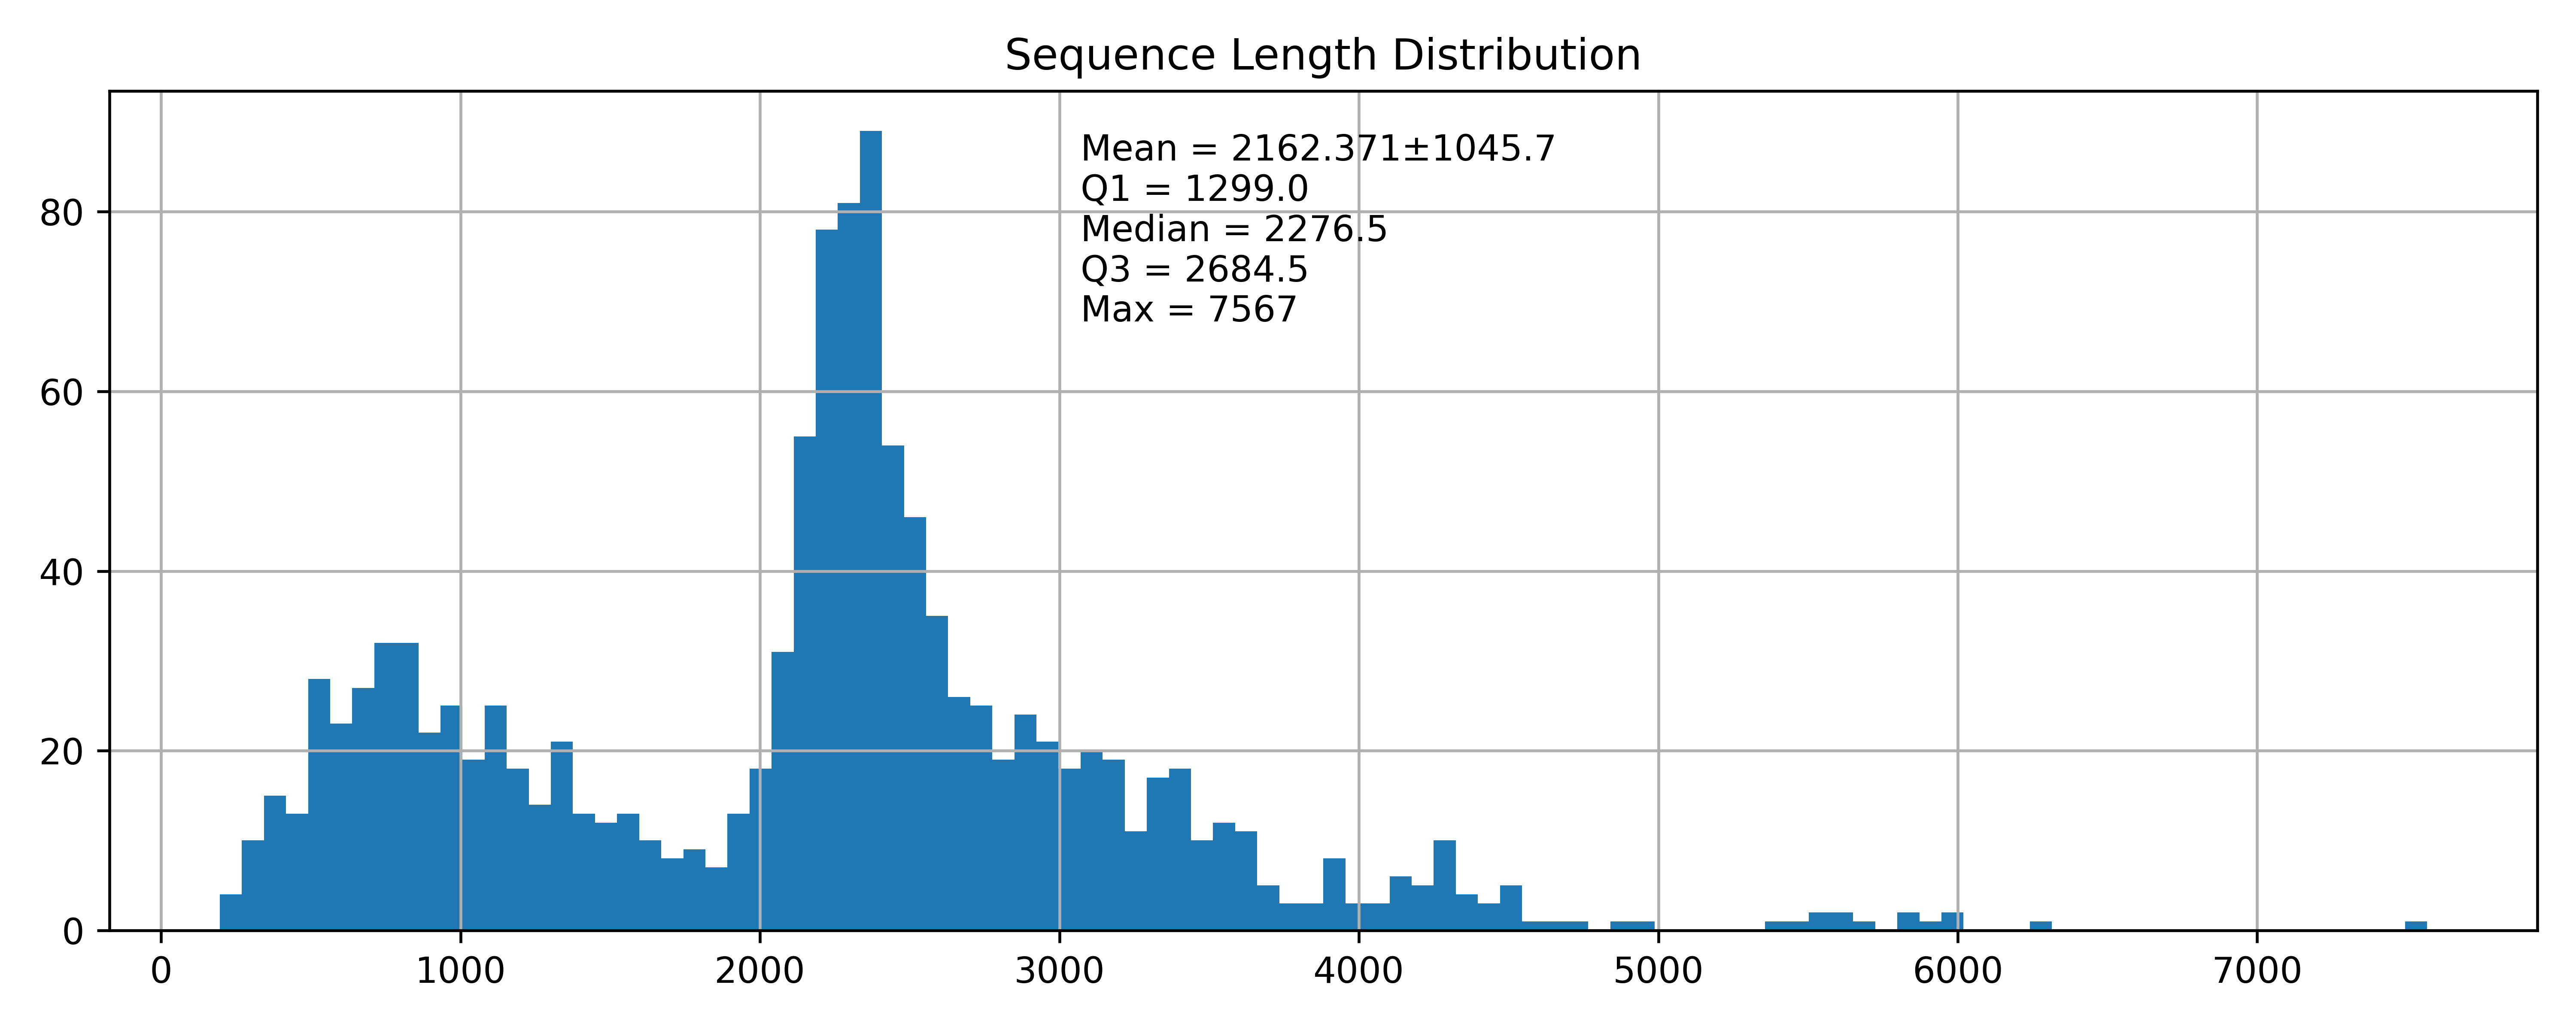 Sequence Length Distribution
Mean = 2162.371±1045.7
Q1 = 1299.0
Median = 2276.5
Q3 = 2684.5
Max = 7567
80
60
40
20
0
0 1000 2000 3000 4000 5000 6000 7000